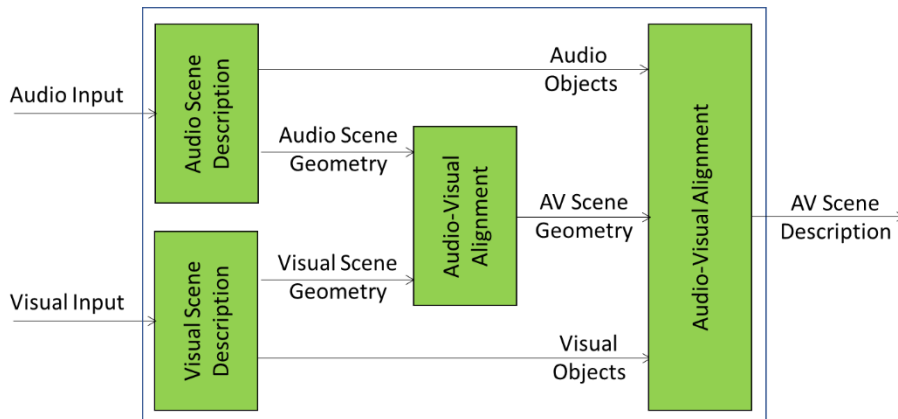 Audio Input
Audio Scene
Description
Audio
Objects
Audio Scene
Geometry
Audio-Visual
Alignment
AV Scene
Geometry
Audio-Visual Alignment
AV Scene
Description
Visual Input
Visual Scene
Description
Visual Scene
Geometry
Visual
Objects